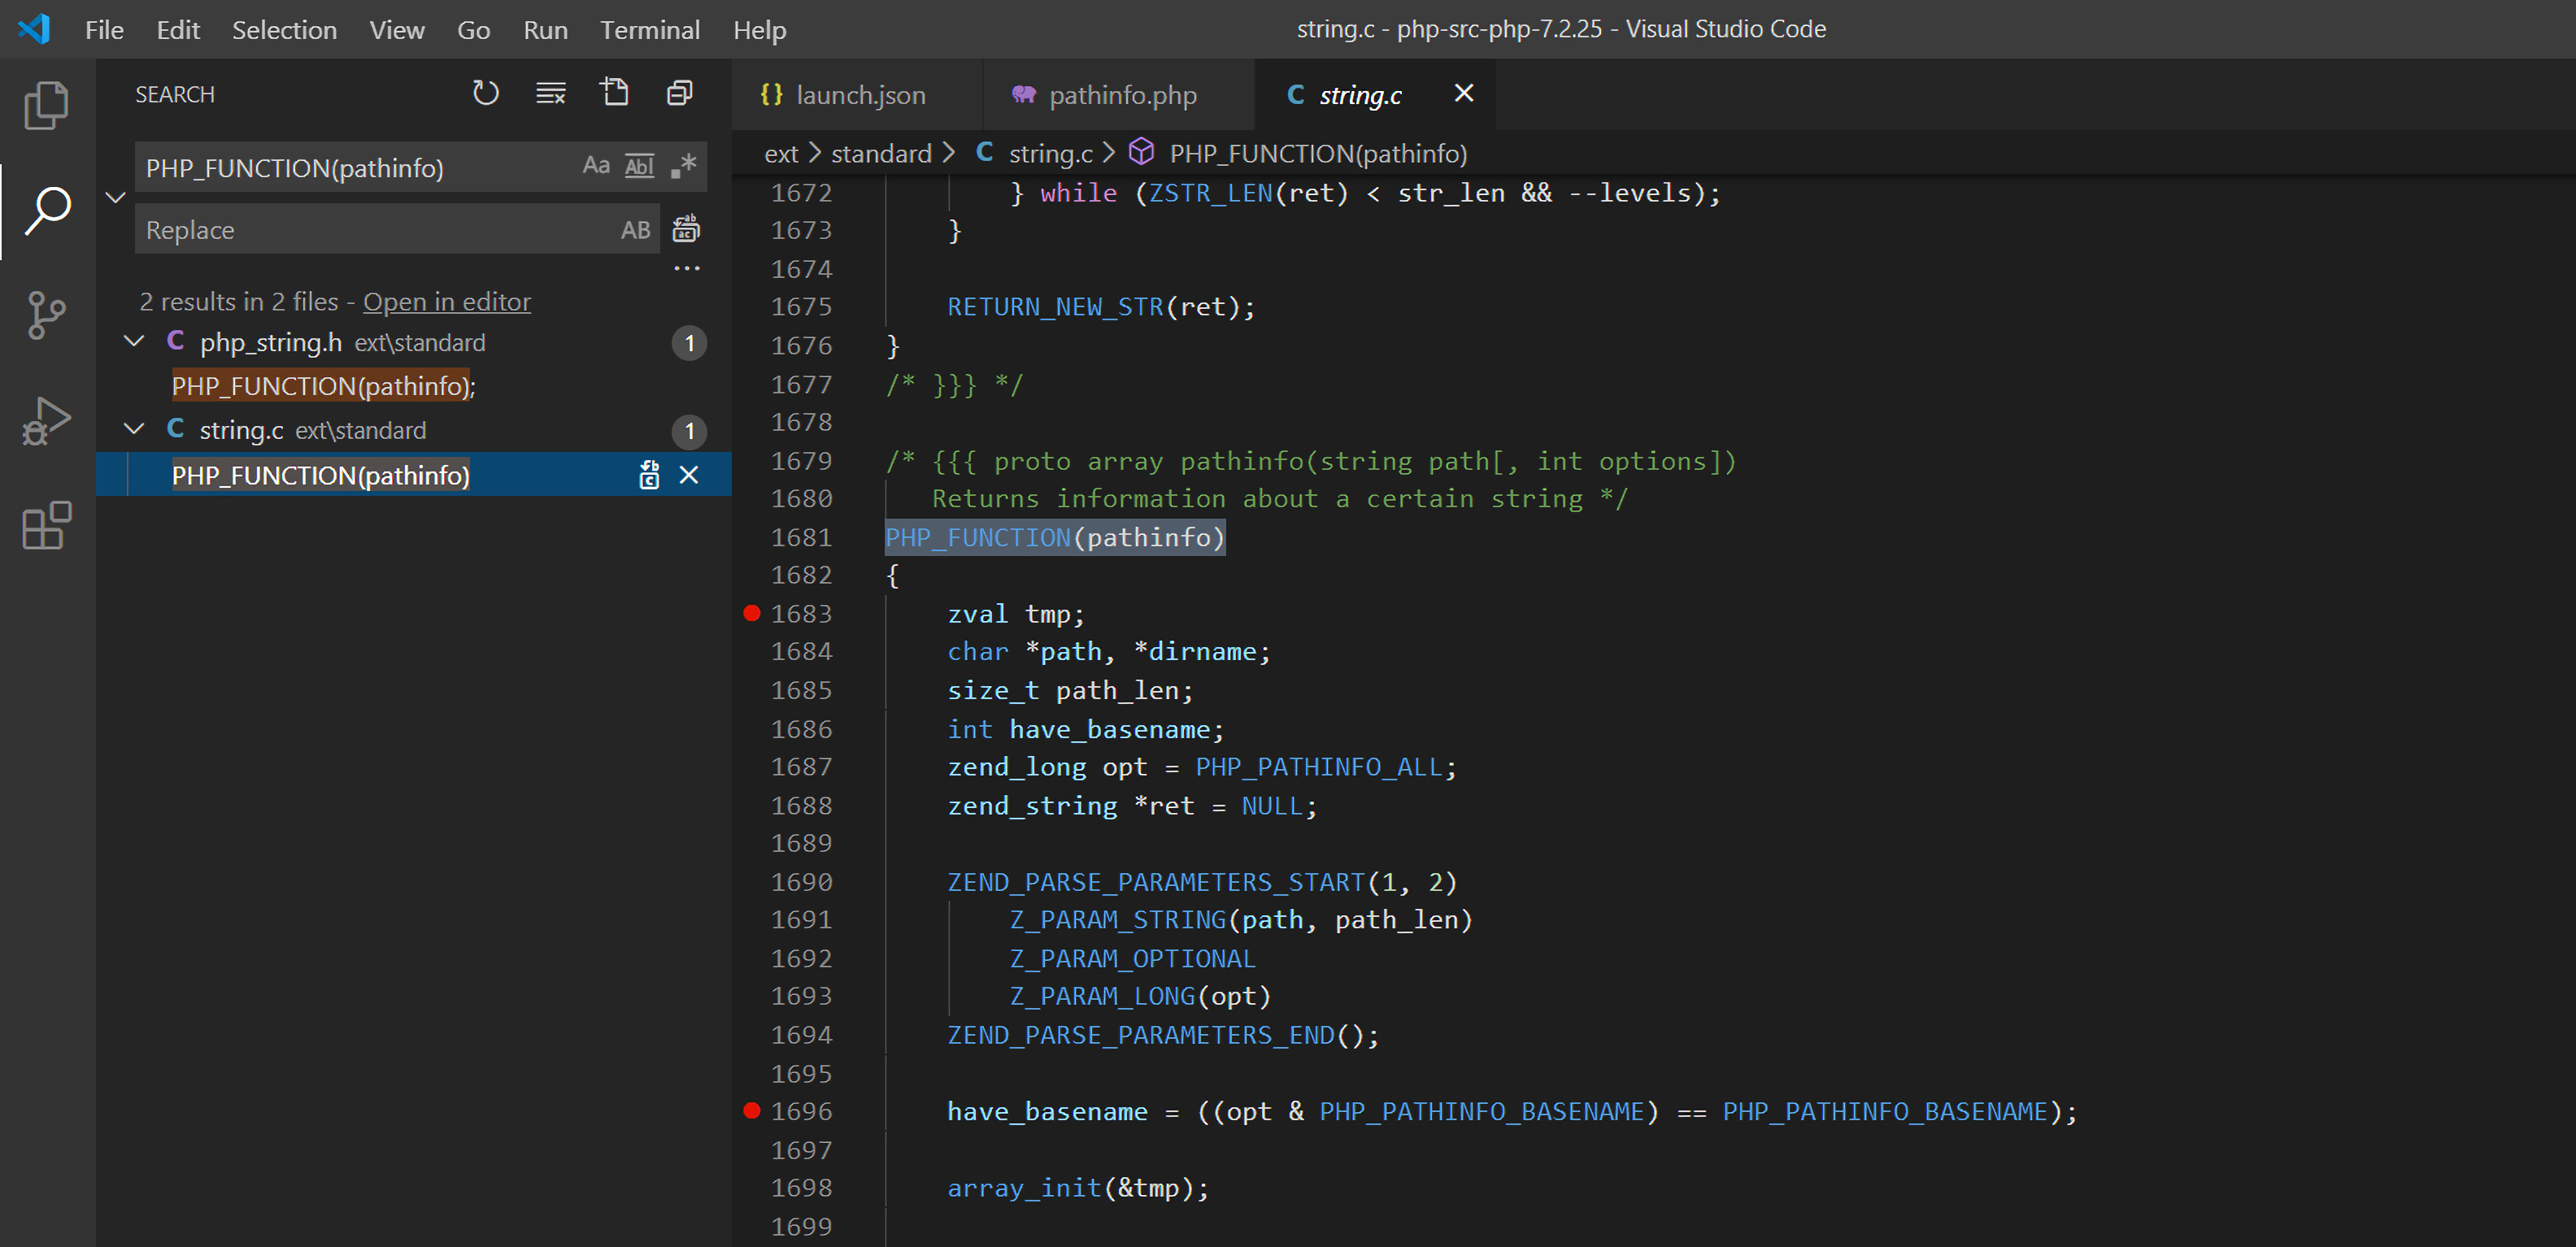 File Edit Selection View Go Run Terminal Help
string.c - php-src-php-7.2.25 - Visual Studio Code
SEARCH
PHP_FUNCTION(pathinfo)
Aa Abl .*
Replace
AB
2 results in 2 files - Open in editor
C php_string.h ext\standard 1
PHP_FUNCTION(pathinfo);
C string.c ext\standard 1
PHP_FUNCTION(pathinfo)
{} launch.json
pathinfo.php
C string.c
ext > standard > C string.c > PHP_FUNCTION(pathinfo)
1672 } while (ZSTR_LEN(ret) < str_len && --levels);
1673 }
1674
1675 RETURN_NEW_STR(ret);
1676 }
1677 /* }}} */
1678
1679 /* {{{ proto array pathinfo(string path[, int options])
1680 Returns information about a certain string */
1681 PHP_FUNCTION(pathinfo)
1682 {
1683 zval tmp;
1684 char *path, *dirname;
1685 size_t path_len;
1686 int have_basename;
1687 zend_long opt = PHP_PATHINFO_ALL;
1688 zend_string *ret = NULL;
1689
1690 ZEND_PARSE_PARAMETERS_START(1, 2)
1691 Z_PARAM_STRING(path, path_len)
1692 Z_PARAM_OPTIONAL
1693 Z_PARAM_LONG(opt)
1694 ZEND_PARSE_PARAMETERS_END();
1695
1696 have_basename = ((opt & PHP_PATHINFO_BASENAME) == PHP_PATHINFO_BASENAME);
1697
1698 array_init(&tmp);
1699